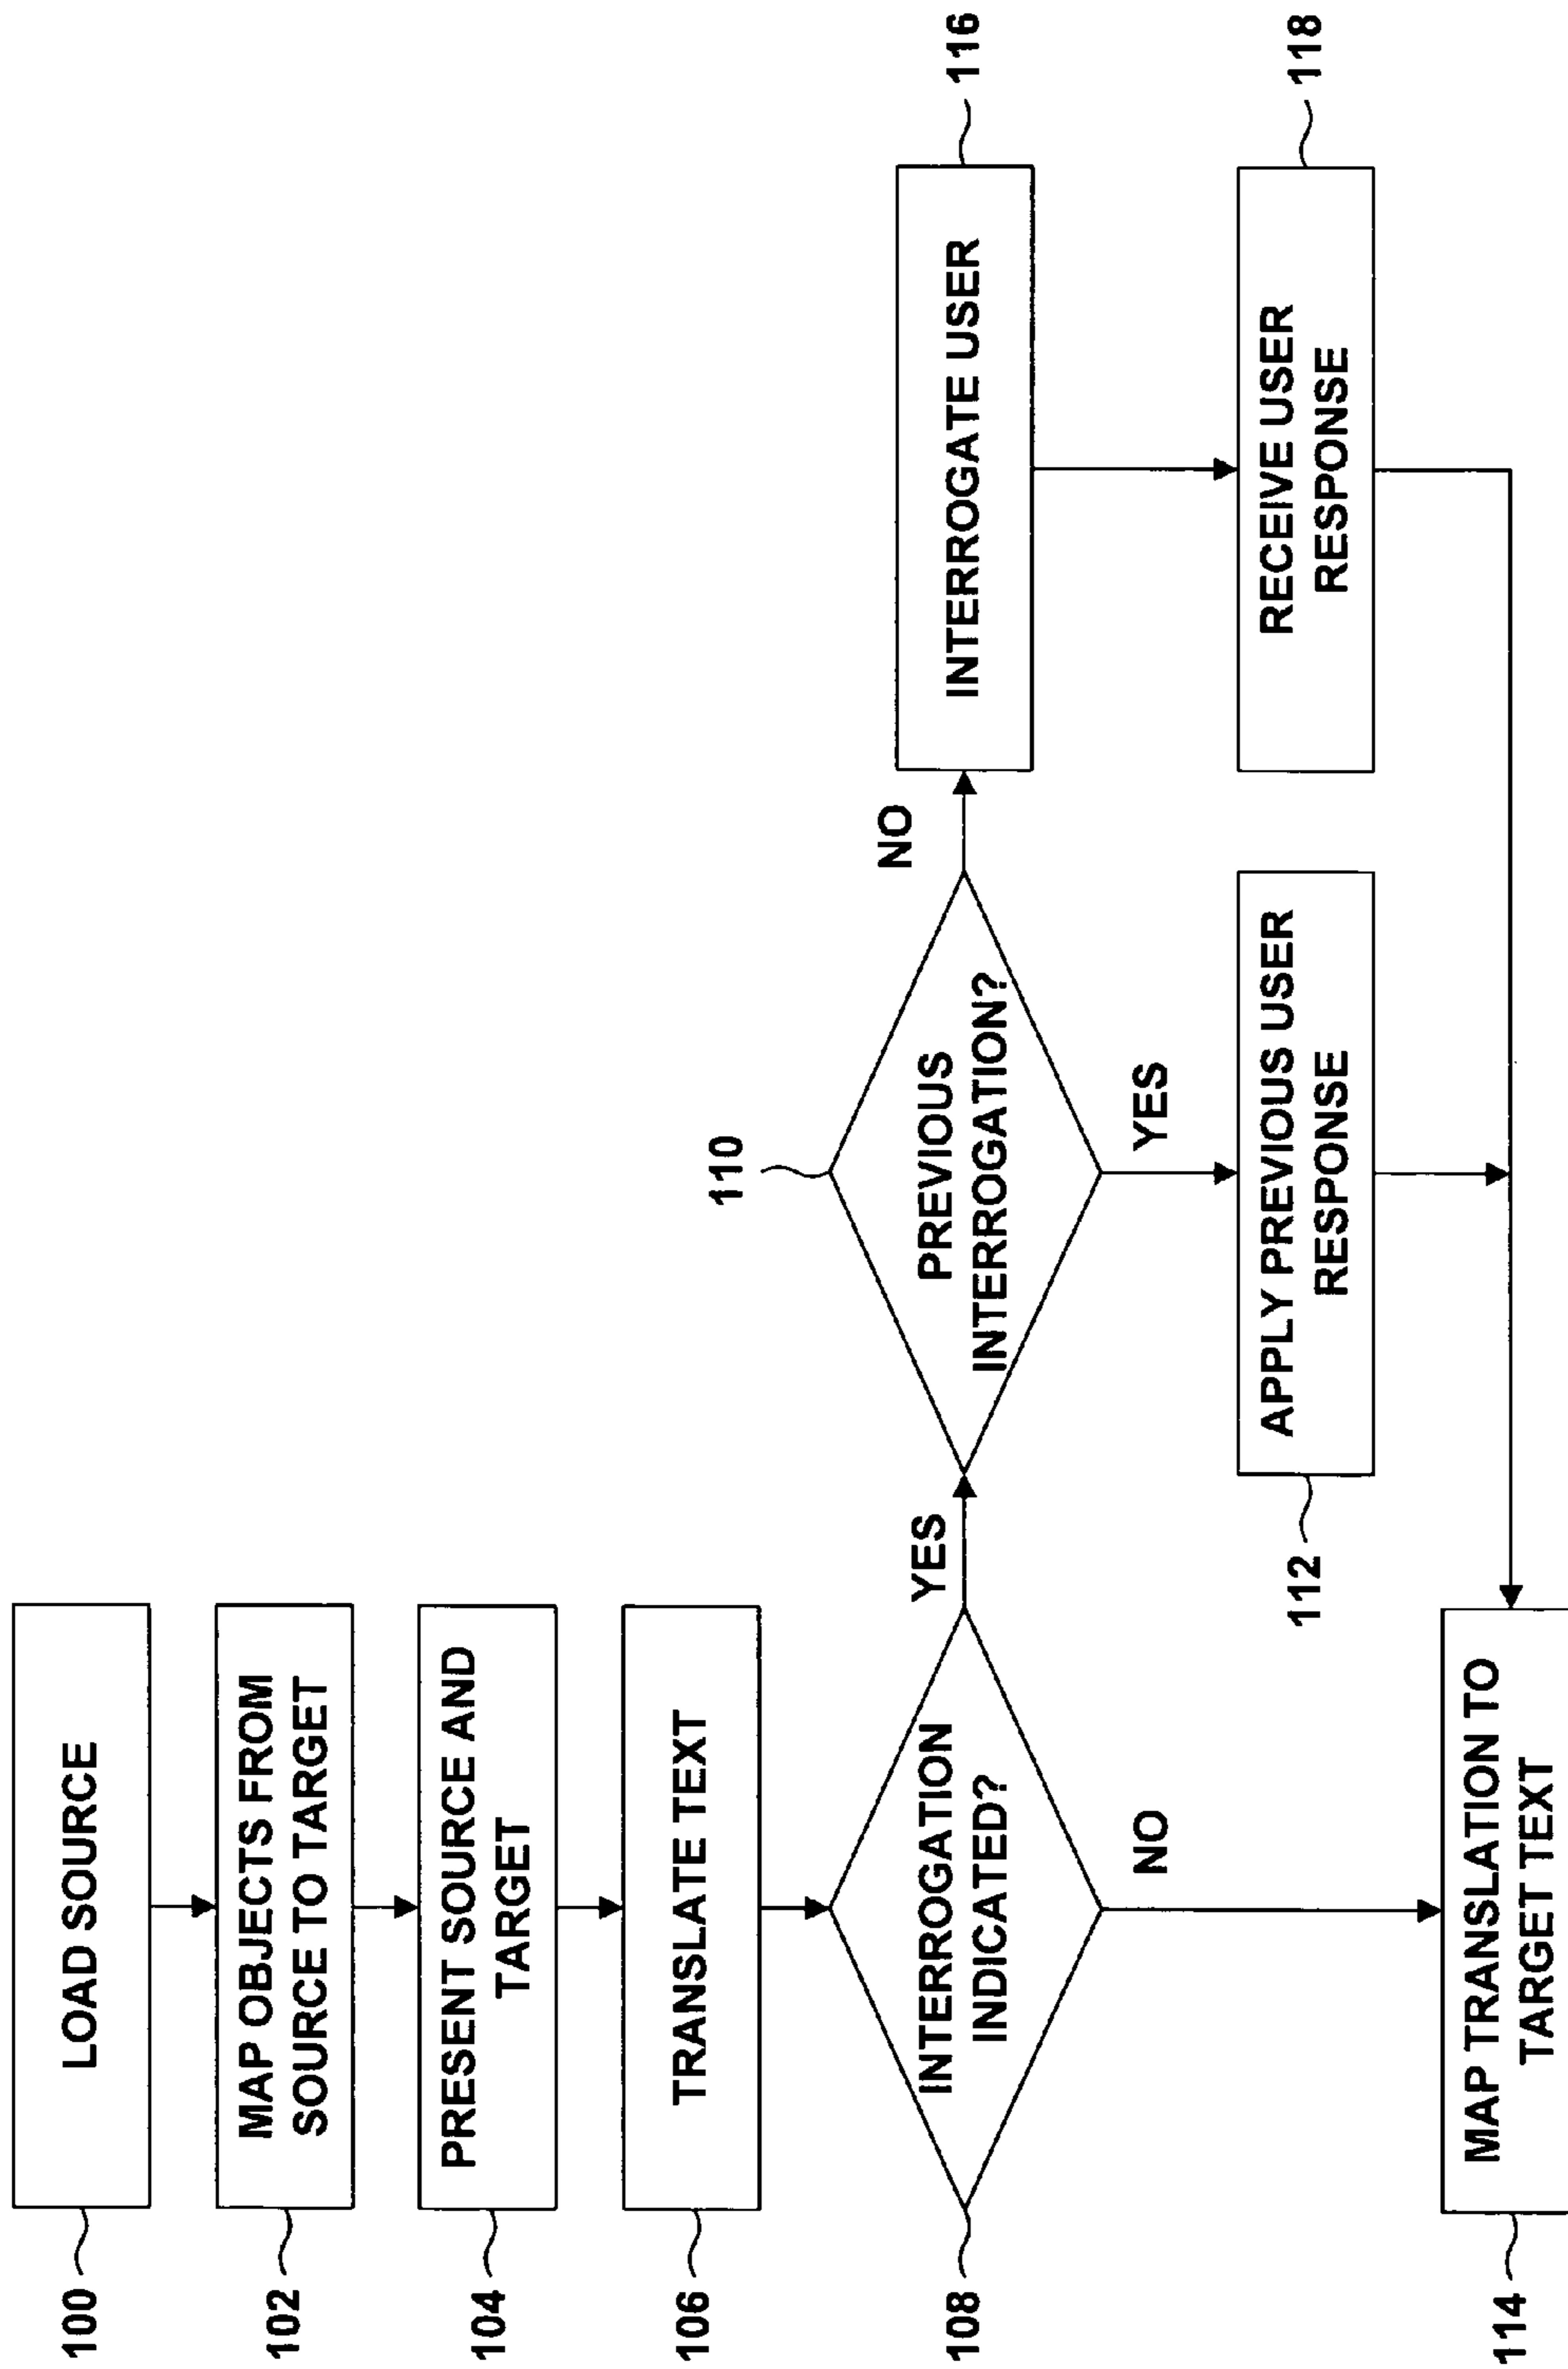 100
LOAD SOURCE
102
MAP OBJECTS FROM
SOURCE TO TARGET
104
PRESENT SOURCE AND
TARGET
106
TRANSLATE TEXT
108
INTERROGATION
INDICATED?
YES
NO
110
PREVIOUS
INTERROGATION?
NO
YES
116
INTERROGATE USER
112
APPLY PREVIOUS USER
RESPONSE
118
RECEIVE USER
RESPONSE
114
MAP TRANSLATION TO
TARGET TEXT